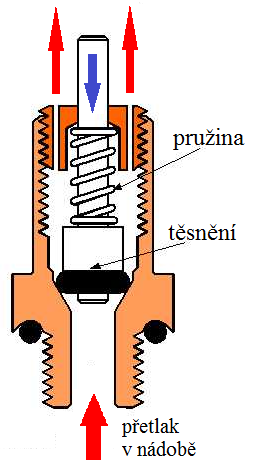 pružina
těsnění
přetlak
v nádobě